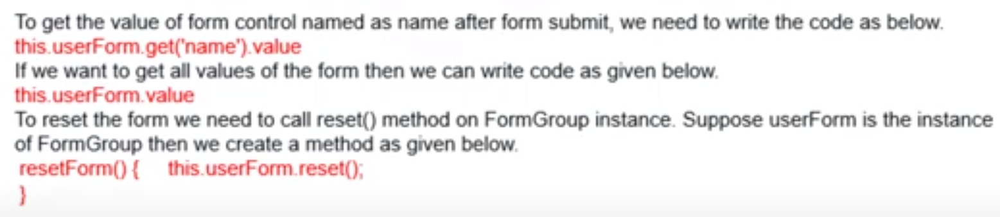 To get the value of form control named as name after form submit, we need to write the code as below.
this.userForm.get('name').value
If we want to get all values of the form then we can write code as given below.
this.userForm.value
To reset the form we need to call reset() method on FormGroup instance. Suppose userForm is the instance
of FormGroup then we create a method as given below.
resetForm() { this.userForm.reset();
}